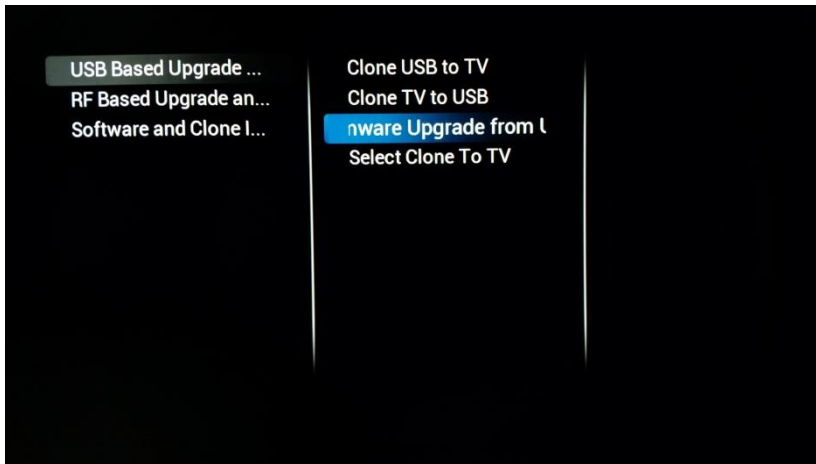 USB Based Upgrade ...
RF Based Upgrade an...
Software and Clone I...
Clone USB to TV
Clone TV to USB
nware Upgrade from U
Select Clone To TV